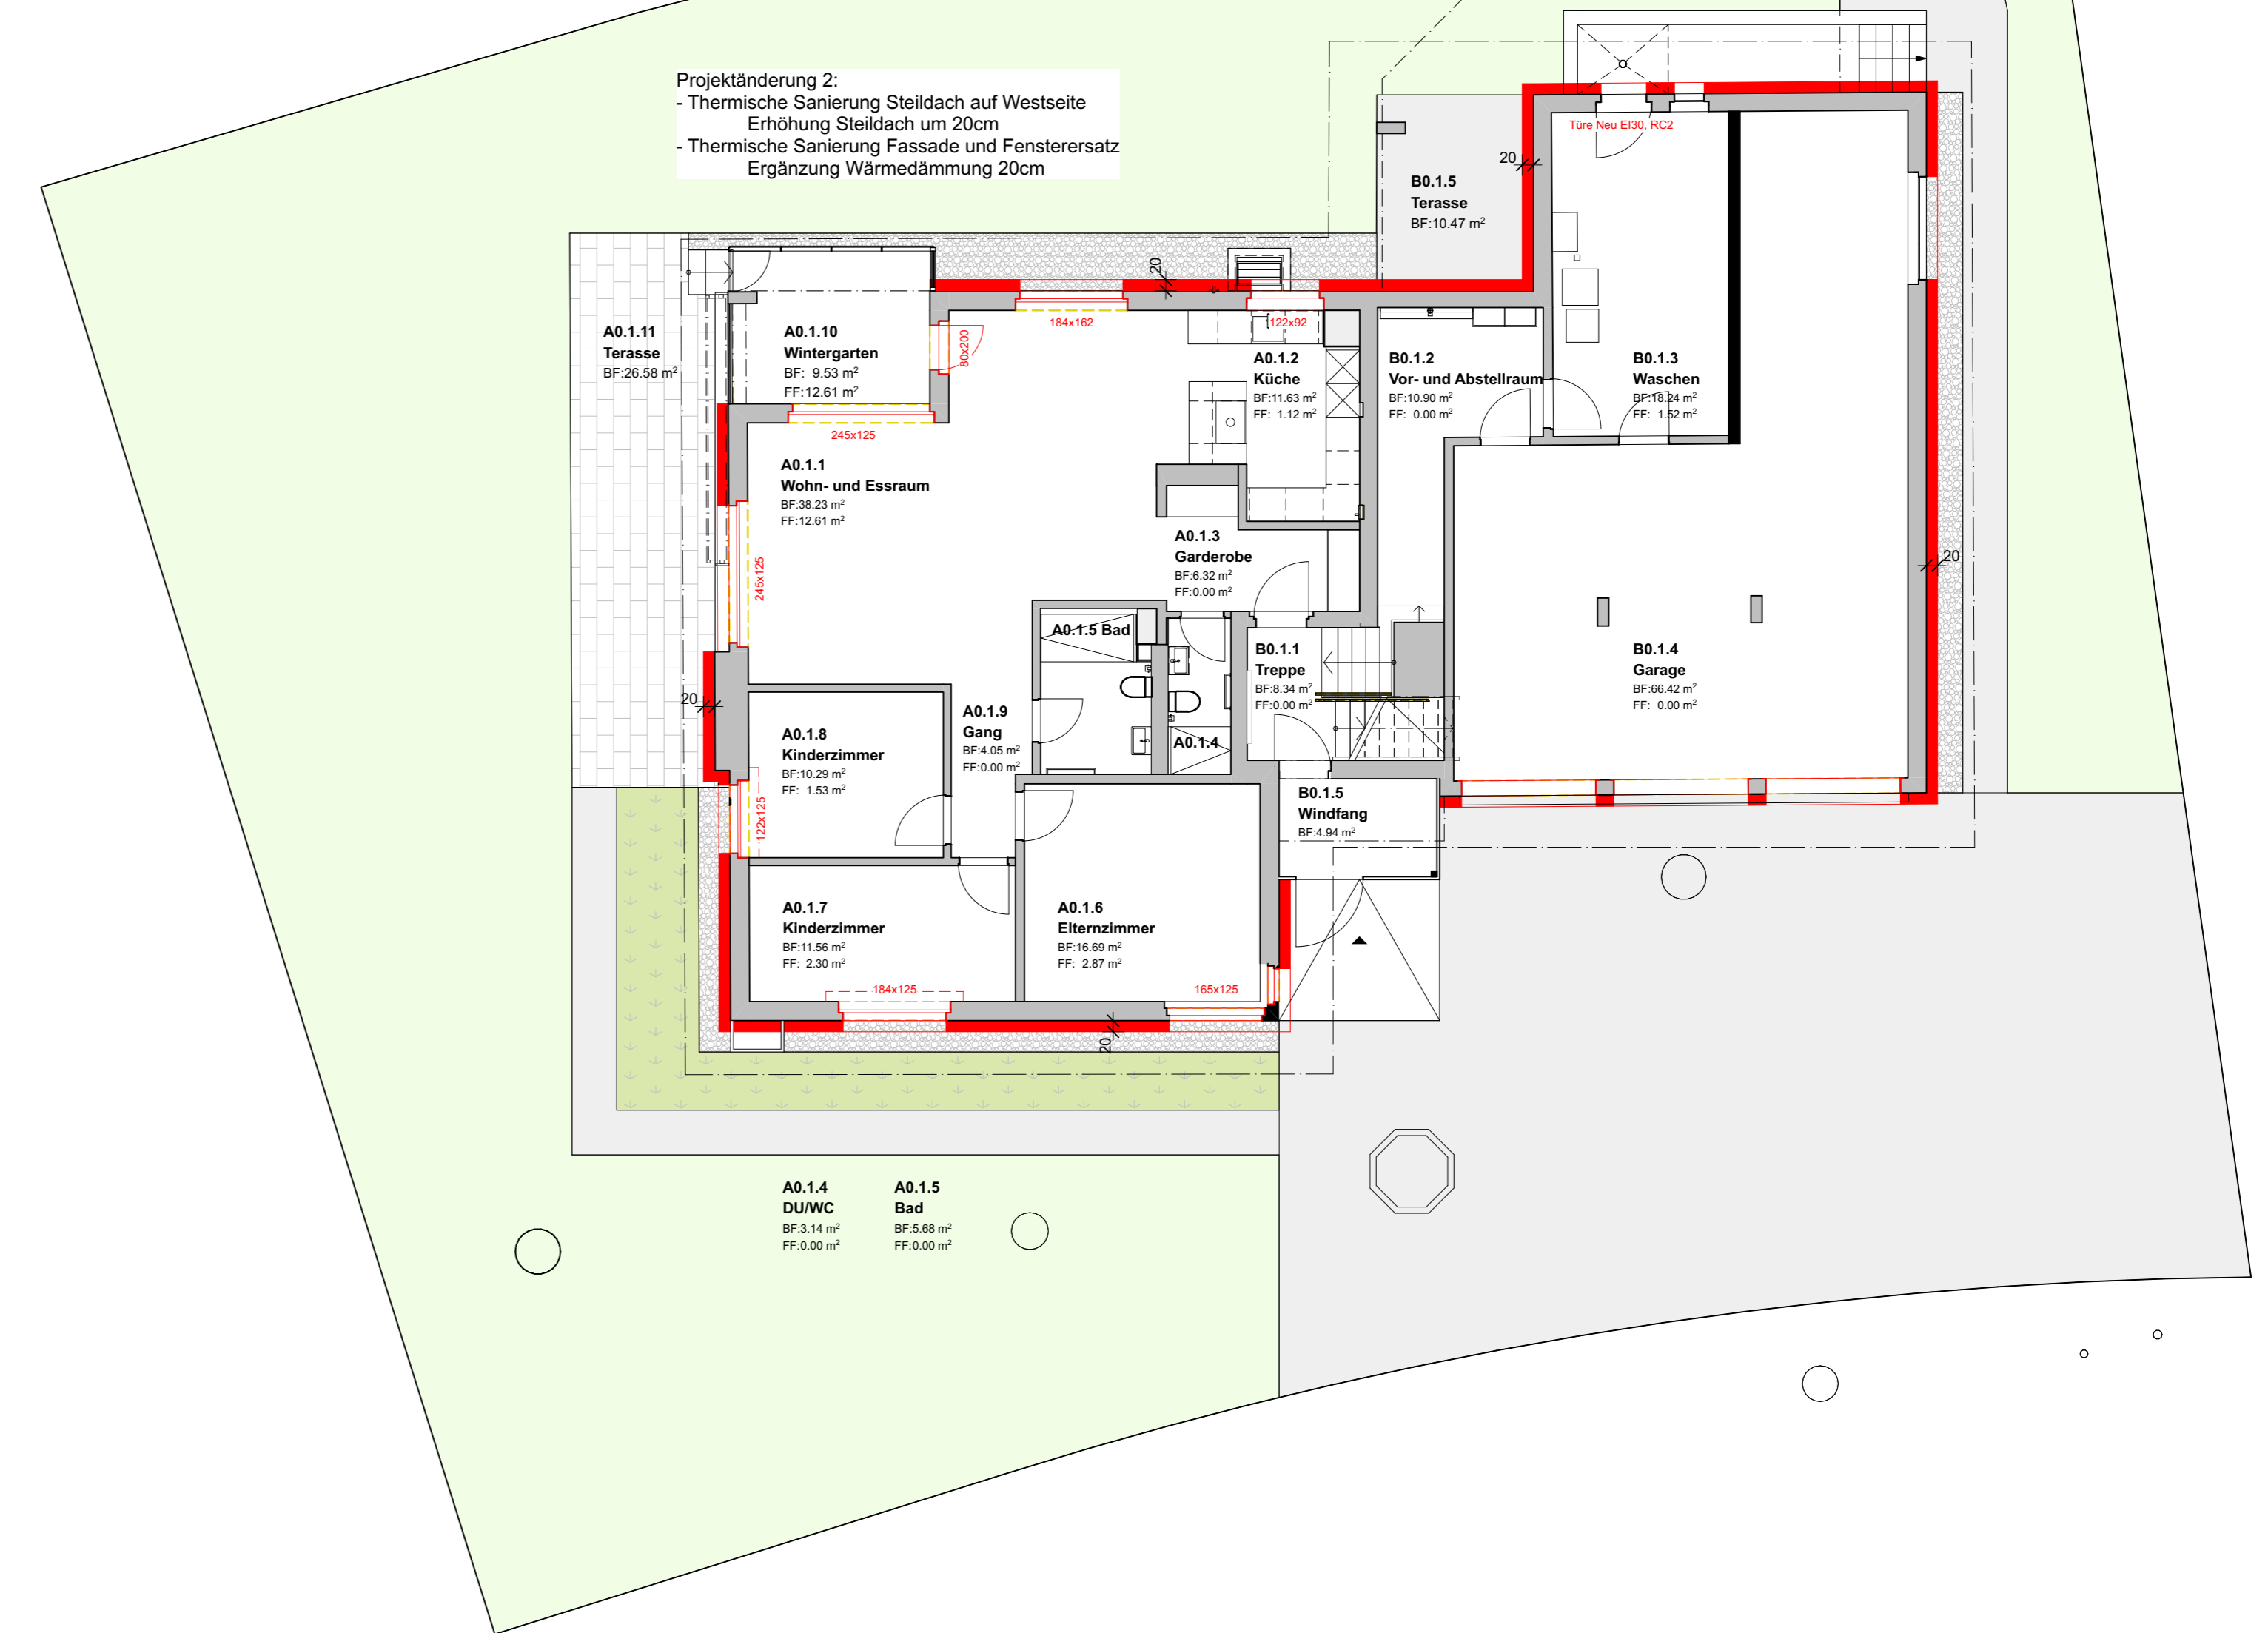 Projektänderung 2:
- Thermische Sanierung Steildach auf Westseite
Erhöhung Steildach um 20cm
- Thermische Sanierung Fassade und Fensterersatz
Ergänzung Wärmedämmung 20cm
Türe Neu EI30, RC2
20
B0.1.5
Terasse
BF:10.47 m²
20
A0.1.11
Terasse
BF:26.58 m²
A0.1.10
Wintergarten
BF: 9.53 m²
FF:12.61 m²
80x200
184x162
122x92
A0.1.2
Küche
BF:11.63 m²
FF: 1.12 m²
B0.1.2
Vor- und Abstellraum
BF:10.90 m²
FF: 0.00 m²
B0.1.3
Waschen
BF:18.24 m²
FF: 1.52 m²
245x125
A0.1.1
Wohn- und Essraum
BF:38.23 m²
FF:12.61 m²
245x125
A0.1.3
Garderobe
BF:6.32 m²
FF:0.00 m²
20
A0.1.5 Bad
B0.1.1
Treppe
BF:8.34 m²
FF:0.00 m²
B0.1.4
Garage
BF:66.42 m²
FF: 0.00 m²
20
A0.1.8
Kinderzimmer
BF:10.29 m²
FF: 1.53 m²
A0.1.9
Gang
BF:4.05 m²
FF:0.00 m²
A0.1.4
122x125
B0.1.5
Windfang
BF:4.94 m²
A0.1.7
Kinderzimmer
BF:11.56 m²
FF: 2.30 m²
A0.1.6
Elternzimmer
BF:16.69 m²
FF: 2.87 m²
184x125
165x125
20
A0.1.4
DU/WC
BF:3.14 m²
FF:0.00 m²
A0.1.5
Bad
BF:5.68 m²
FF:0.00 m²